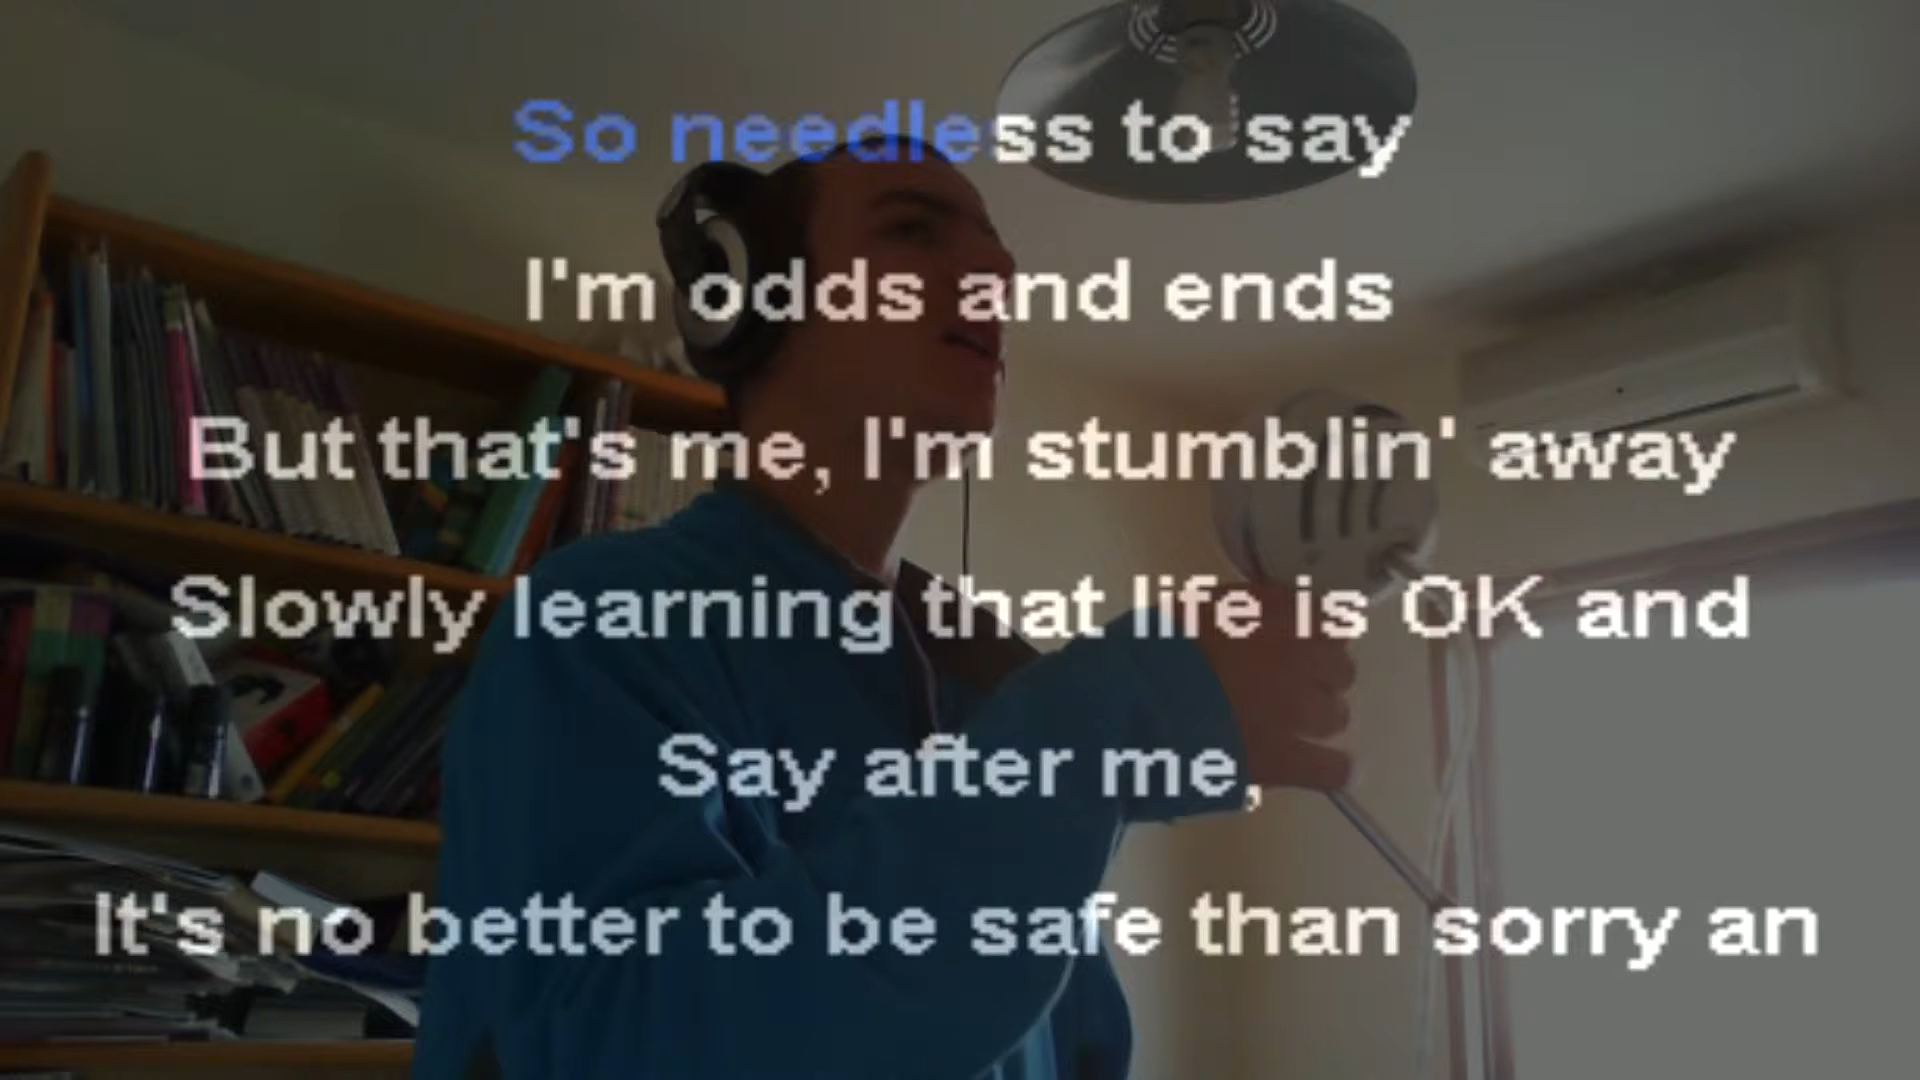 So needless to say
I'm odds and ends
But that's me, I'm stumblin' away
Slowly learning that life is OK and
Say after me,
It's no better to be safe than sorry an